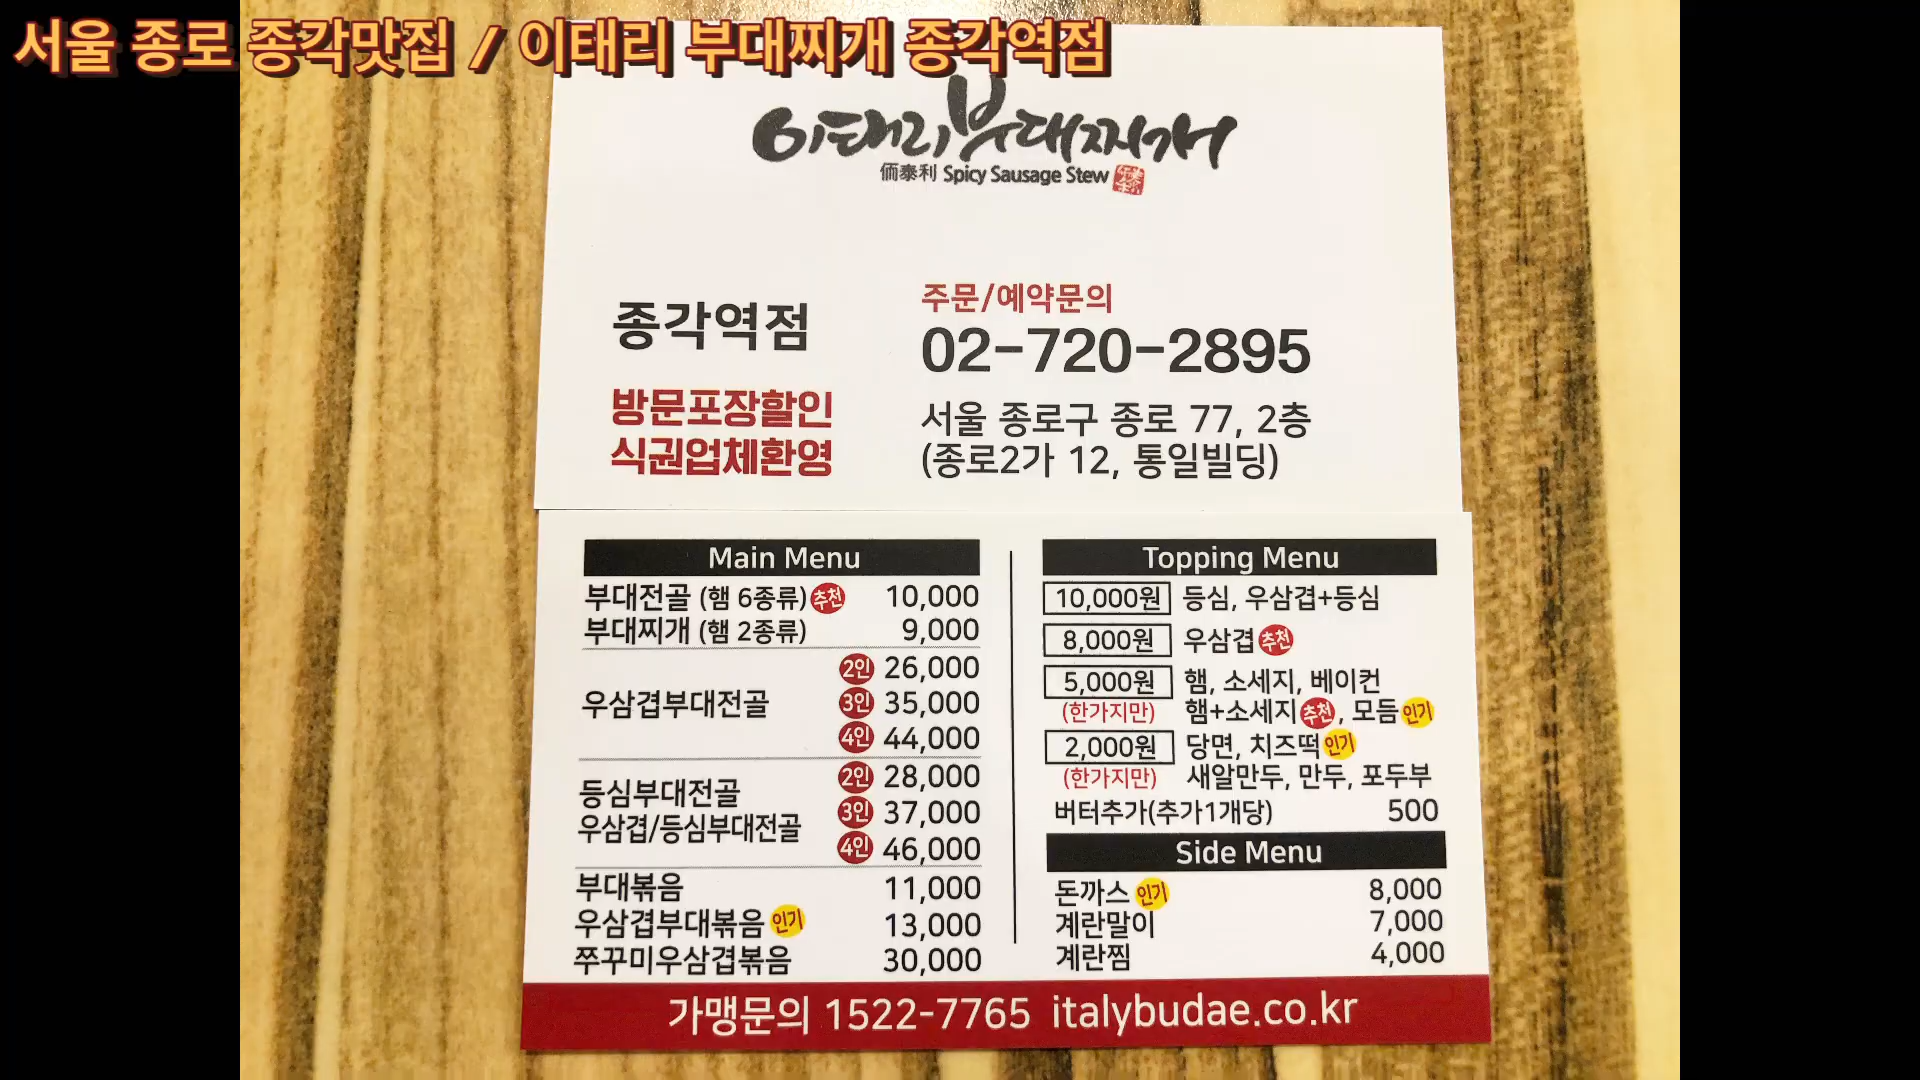 서울 종로 종각맛집 / 이태리 부대찌개 종각역점
이태리부대찌개
Spicy Sausage Stew
종각역점
주문/예약문의
02-720-2895
방문포장할인
식권업체환영
서울 종로구 종로 77, 2층
(종로2가 12, 통일빌딩)
Main Menu
부대전골 (햄 6종류) 추천 10,000
부대찌개 (햄 2종류) 9,000
우삼겹부대전골
2인 26,000
3인 35,000
4인 44,000
등심부대전골
우삼겹/등심부대전골
2인 28,000
3인 37,000
4인 46,000
부대볶음 11,000
우삼겹부대볶음 인기 13,000
쭈꾸미우삼겹볶음 30,000
Topping Menu
10,000원 등심, 우삼겹+등심
8,000원 우삼겹 추천
5,000원 햄, 소세지, 베이컨
(한가지만) 햄+소세지 추천, 모듬 인기
2,000원 당면, 치즈떡 인기
(한가지만) 새알만두, 만두, 포두부
버터추가(추가1개당) 500
Side Menu
돈까스 인기 8,000
계란말이 7,000
계란찜 4,000
가맹문의 1522-7765 italybudae.co.kr